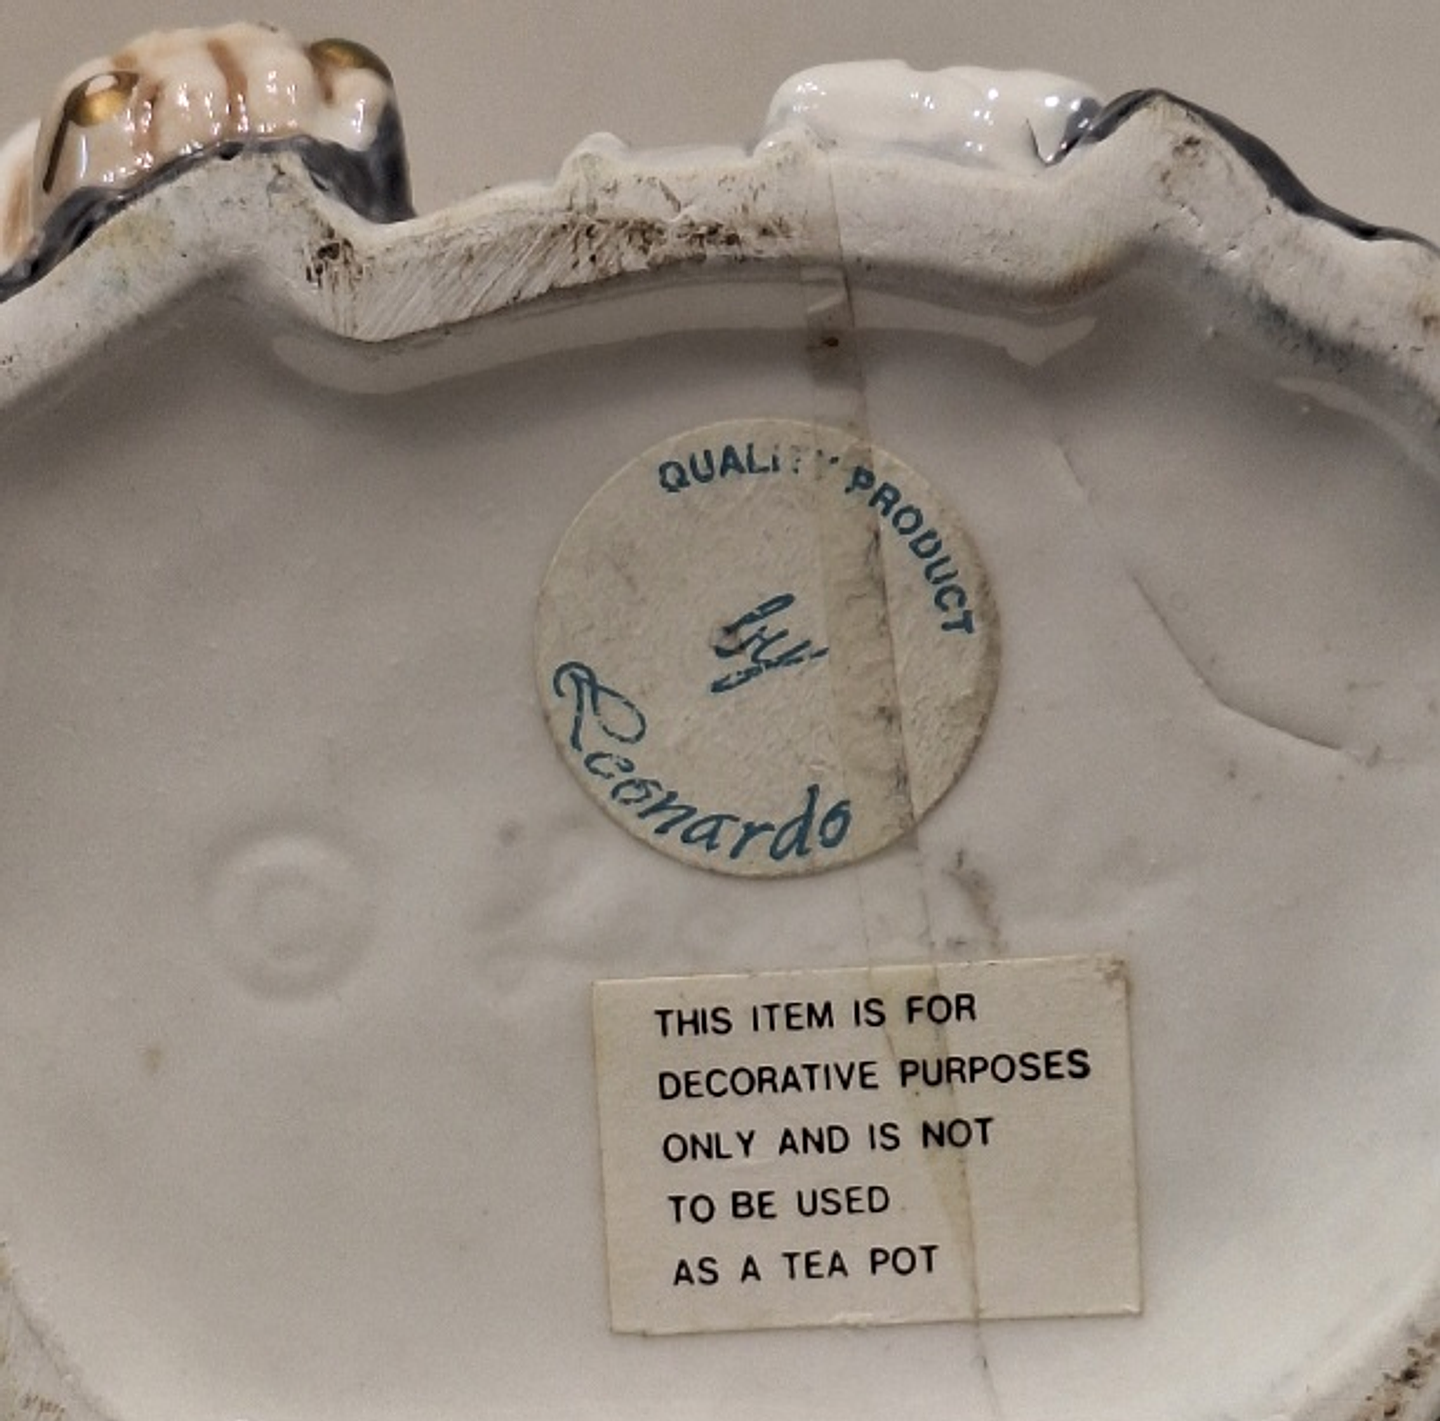 QUALITY PRODUCT
Leonardo
THIS ITEM IS FOR
DECORATIVE PURPOSES
ONLY AND IS NOT
TO BE USED
AS A TEA POT